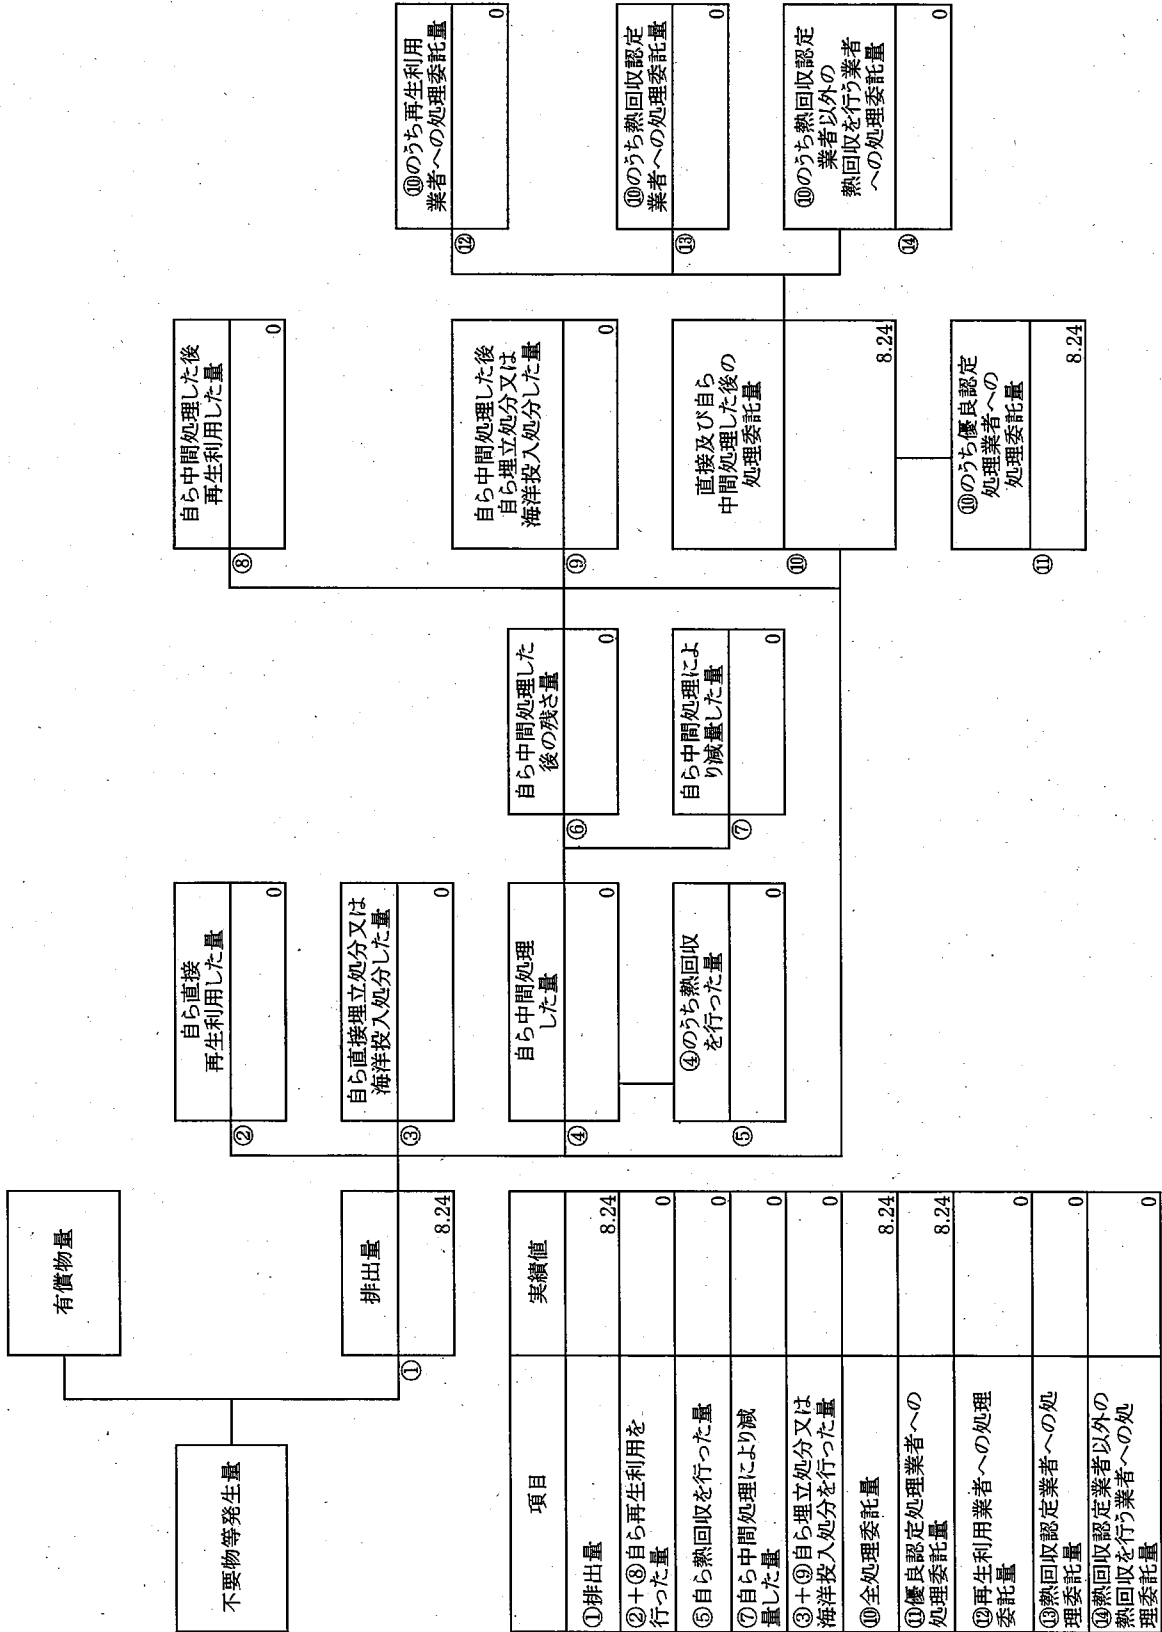 不要物等発生量
有償物量
①
排出量
8.24
②
自ら直接
再生利用した量
0
③
自ら直接埋立処分又は
海洋投入処分した量
0
④
自ら中間処理
した量
0
⑤
④のうち熱回収
を行った量
0
⑥
自ら中間処理した
後の残さ量
0
⑦
自ら中間処理によ
り減量した量
0
⑧
自ら中間処理した後
再生利用した量
0
⑨
自ら中間処理した後
自ら埋立処分又は
海洋投入処分した量
0
⑩
直接及び自ら
中間処理した後の
処理委託量
8.24
⑪
⑩のうち優良認定
処理業者への
処理委託量
8.24
⑫
⑩のうち再生利用
業者への処理委託量
0
⑬
⑩のうち熱回収認定
業者への処理委託量
0
⑭
⑩のうち熱回収認定
業者以外の
熱回収を行う業者
への処理委託量
0
項目
実績値
①排出量
8.24
②+⑧自ら再生利用を
行った量
0
⑤自ら熱回収を行った量
0
⑦自ら中間処理により減
量した量
0
③+⑨自ら埋立処分又は
海洋投入処分を行った量
0
⑩全処理委託量
8.24
⑪優良認定処理業者への
処理委託量
8.24
⑫再生利用業者への処理
委託量
0
⑬熱回収認定業者への処
理委託量
0
⑭熱回収認定業者以外の
熱回収を行う業者への処
理委託量
0